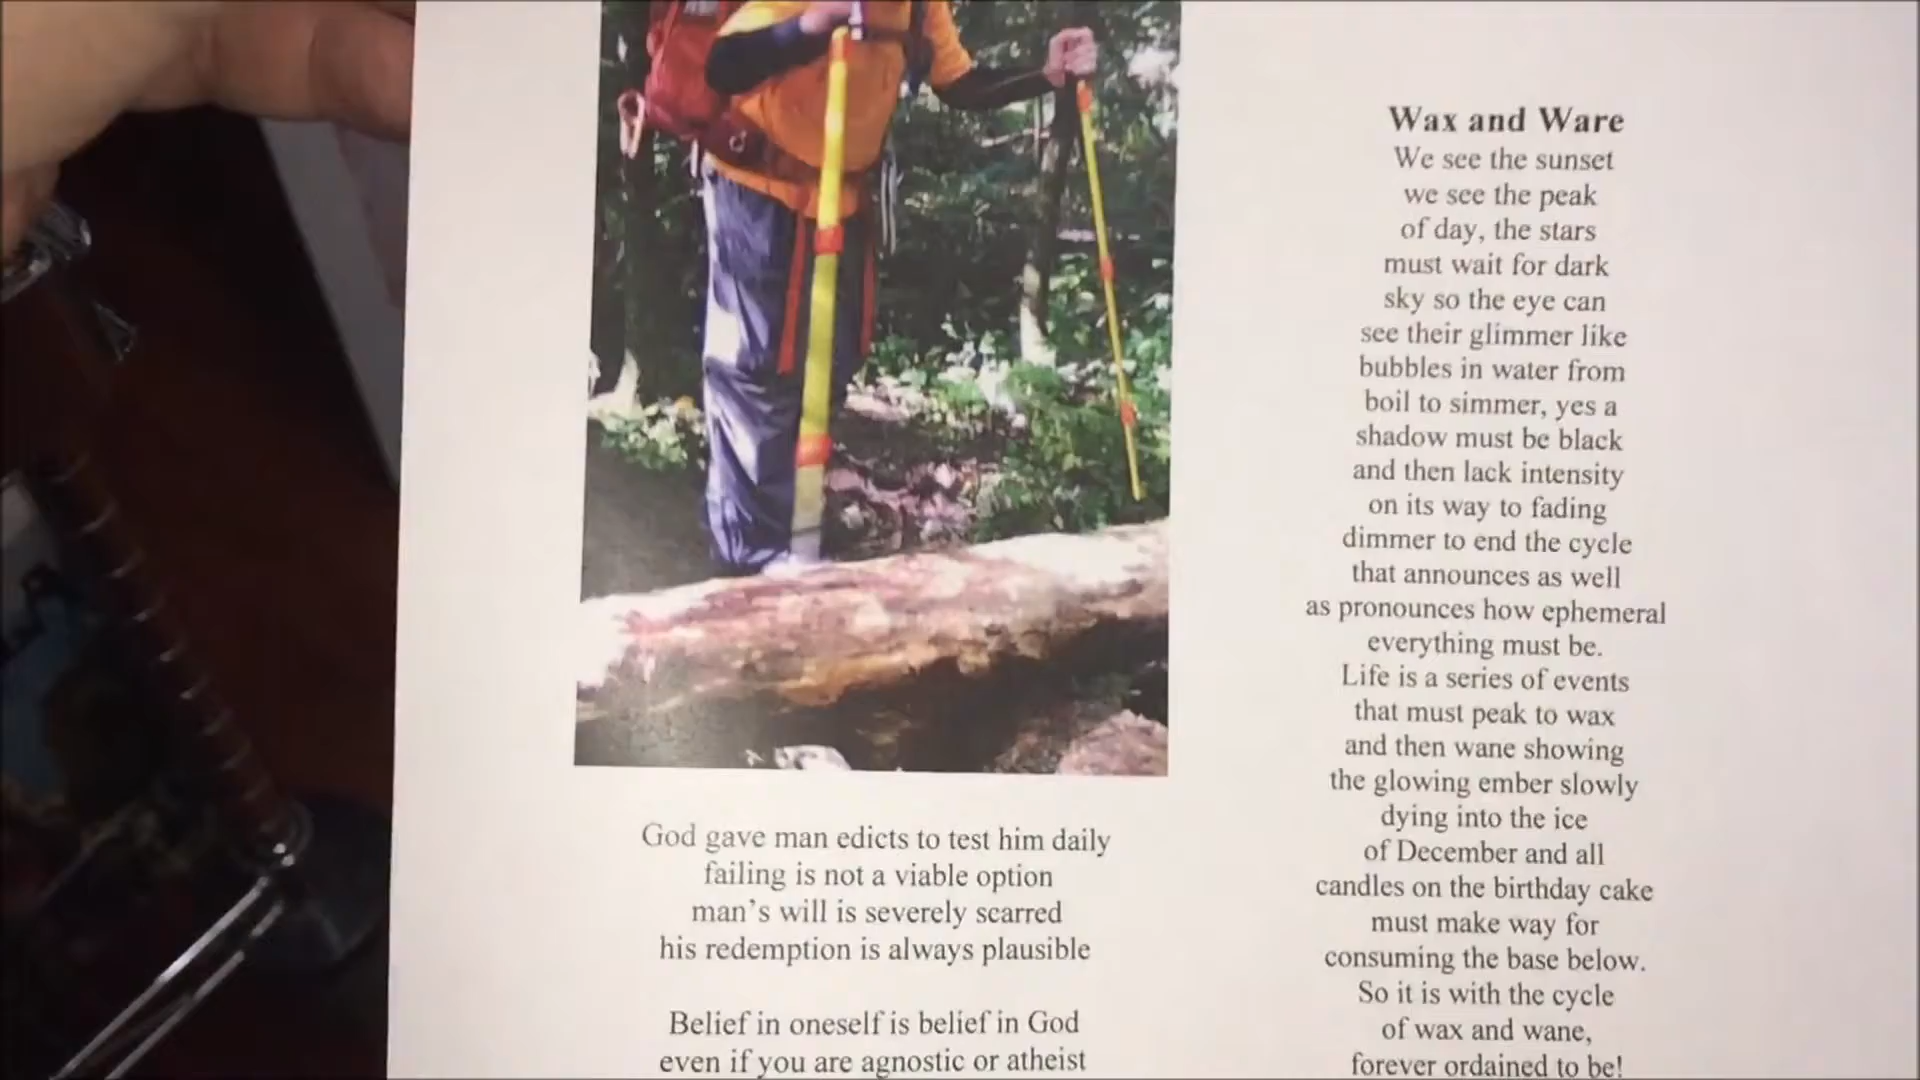 God gave man edicts to test him daily
failing is not a viable option
man's will is severely scarred
his redemption is always plausible
Belief in oneself is belief in God
even if you are agnostic or atheist
Wax and Ware
We see the sunset
we see the peak
of day, the stars
must wait for dark
sky so the eye can
see their glimmer like
bubbles in water from
boil to simmer, yes a
shadow must be black
and then lack intensity
on its way to fading
dimmer to end the cycle
that announces as well
as pronounces how ephemeral
everything must be.
Life is a series of events
that must peak to wax
and then wane showing
the glowing ember slowly
dying into the ice
of December and all
candles on the birthday cake
must make way for
consuming the base below.
So it is with the cycle
of wax and wane,
forever ordained to be!